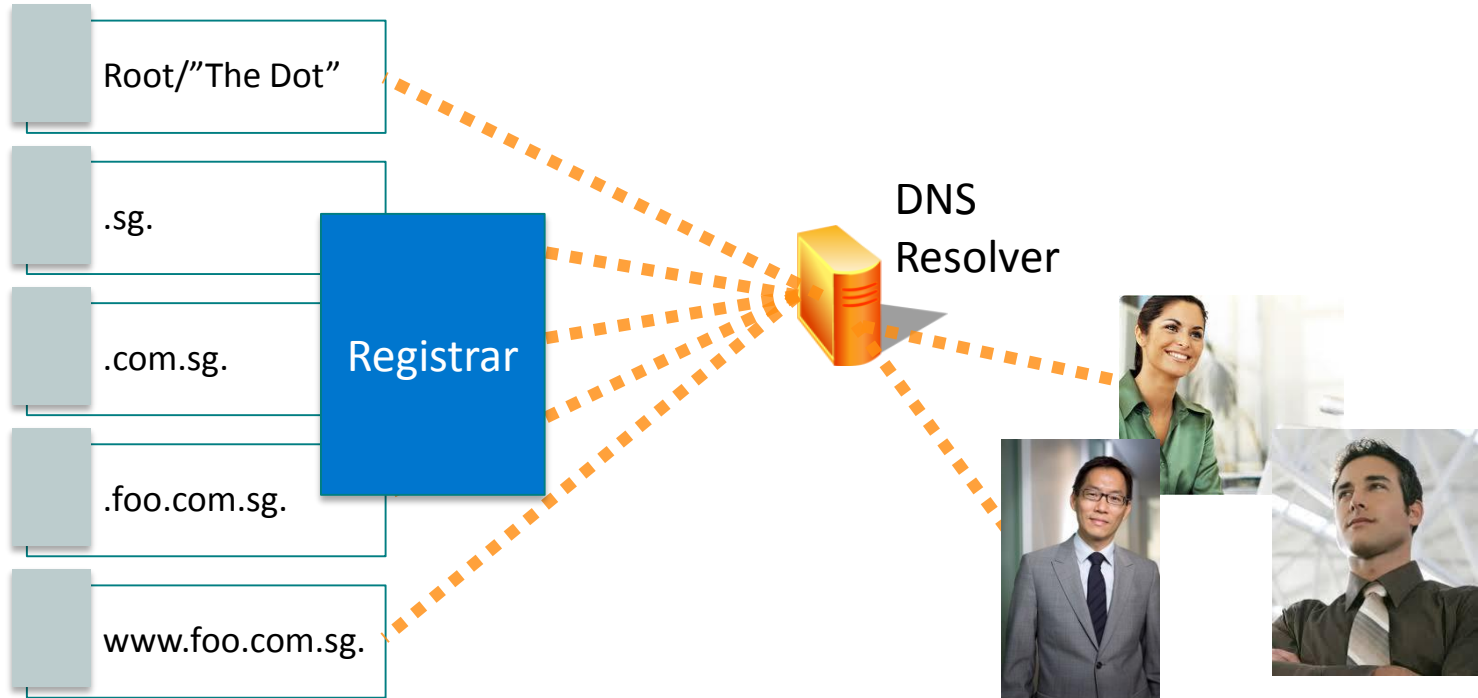 Root/”The Dot”
.sg.
.com.sg.
.foo.com.sg.
www.foo.com.sg.
Registrar
DNS
Resolver